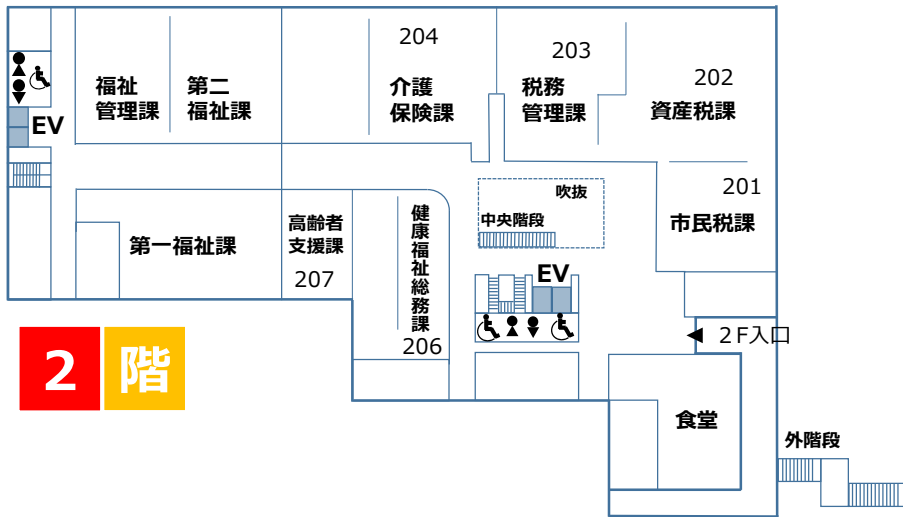 204
203
202
福祉
管理課
第二
福祉課
介護
保険課
税務
管理課
資産税課
EV
201
市民税課
吹抜
中央階段
第一福祉課
高齢者
支援課
207
健康福祉総務課
206
EV
◀ 2F入口
2階
食堂
外階段